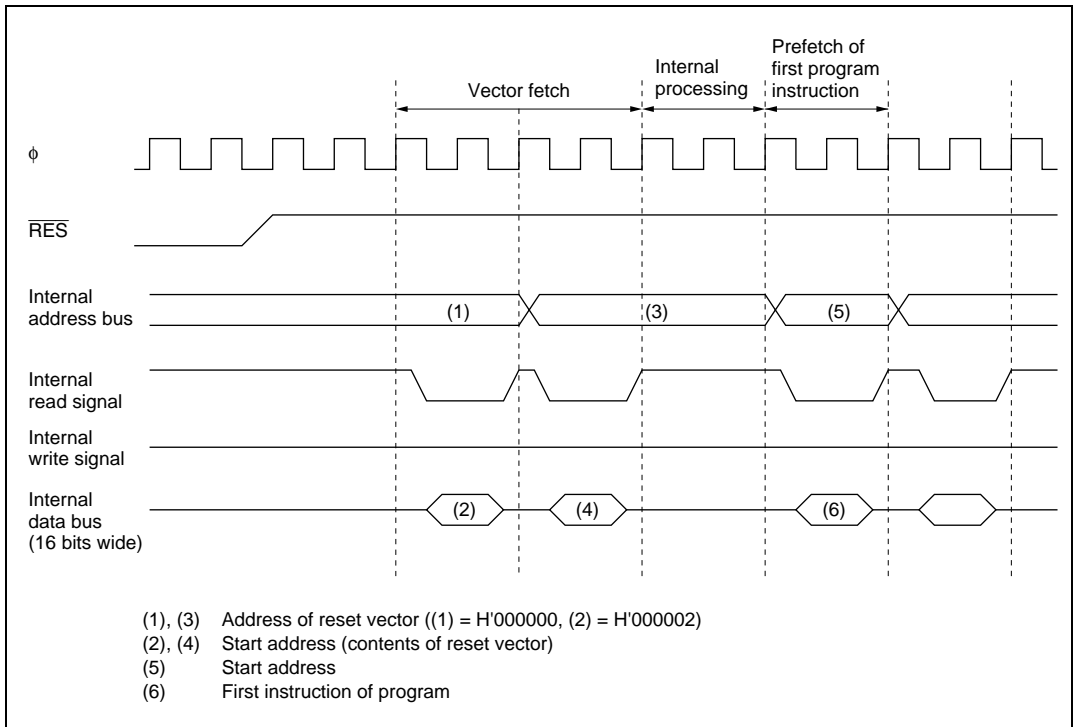 Vector fetch
Internal
processing
Prefetch of
first program
instruction
φ
RES
Internal
address bus
(1)
(3)
(5)
Internal
read signal
Internal
write signal
Internal
data bus
(16 bits wide)
(2)
(4)
(6)
(1), (3) Address of reset vector ((1) = H'000000, (2) = H'000002)
(2), (4) Start address (contents of reset vector)
(5) Start address
(6) First instruction of program